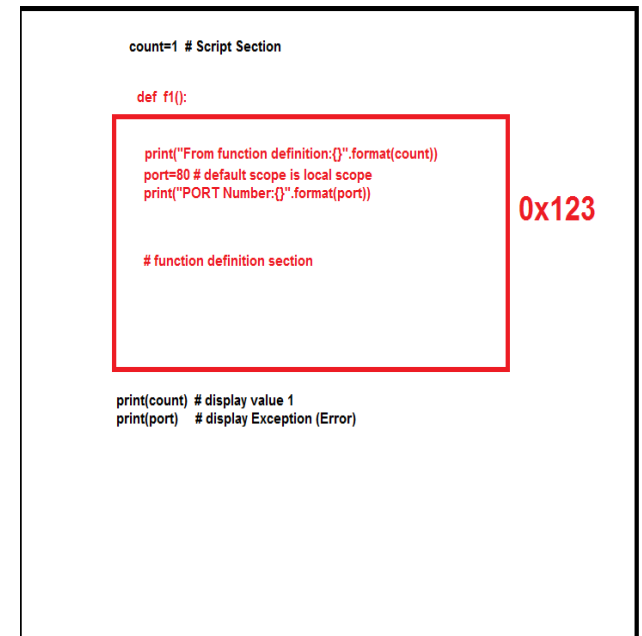 count=1 # Script Section
def f1():
print("From function definition:{}".format(count))
port=80 # default scope is local scope
print("PORT Number:{}".format(port))
0x123
# function definition section
print(count) # display value 1
print(port) # display Exception (Error)